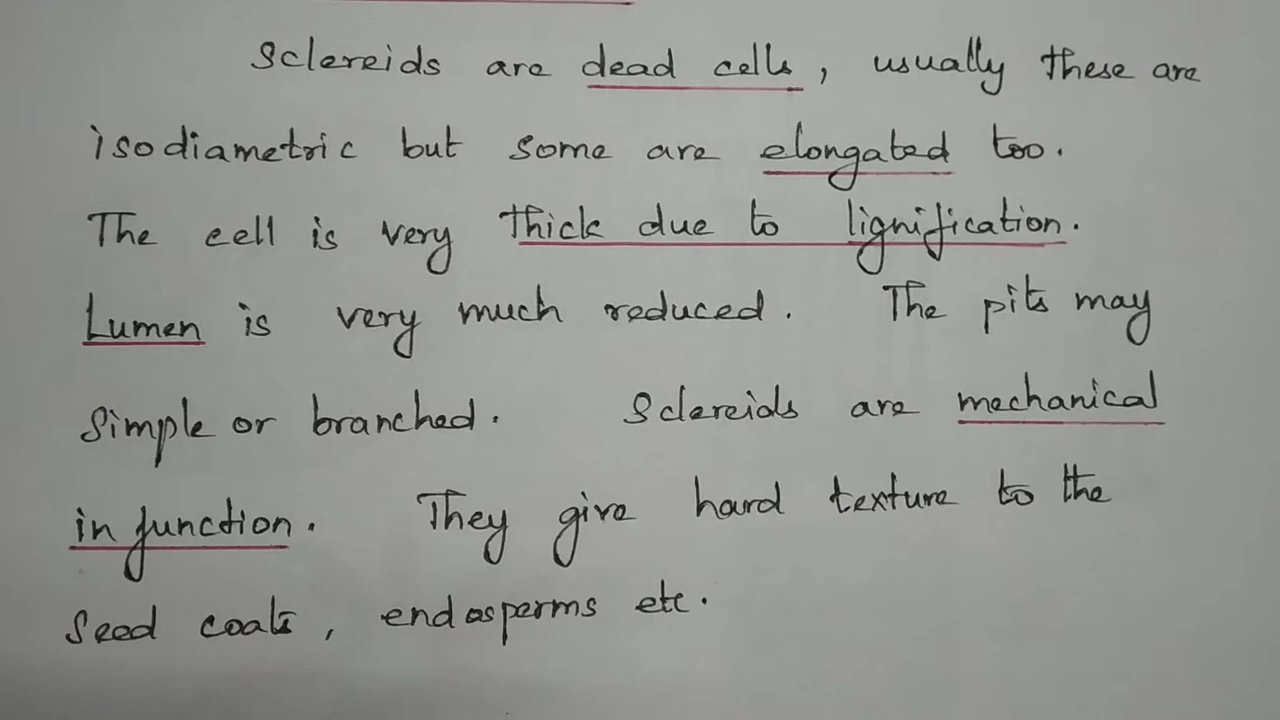 Sclereids are dead cells, usually these are
isodiametric but some are elongated too.
The cell is very thick due to lignification.
Lumen is very much reduced. The pits may
Simple or branched. Sclereids are mechanical
in function. They give hard texture to the
Seed coats, endosperms etc.